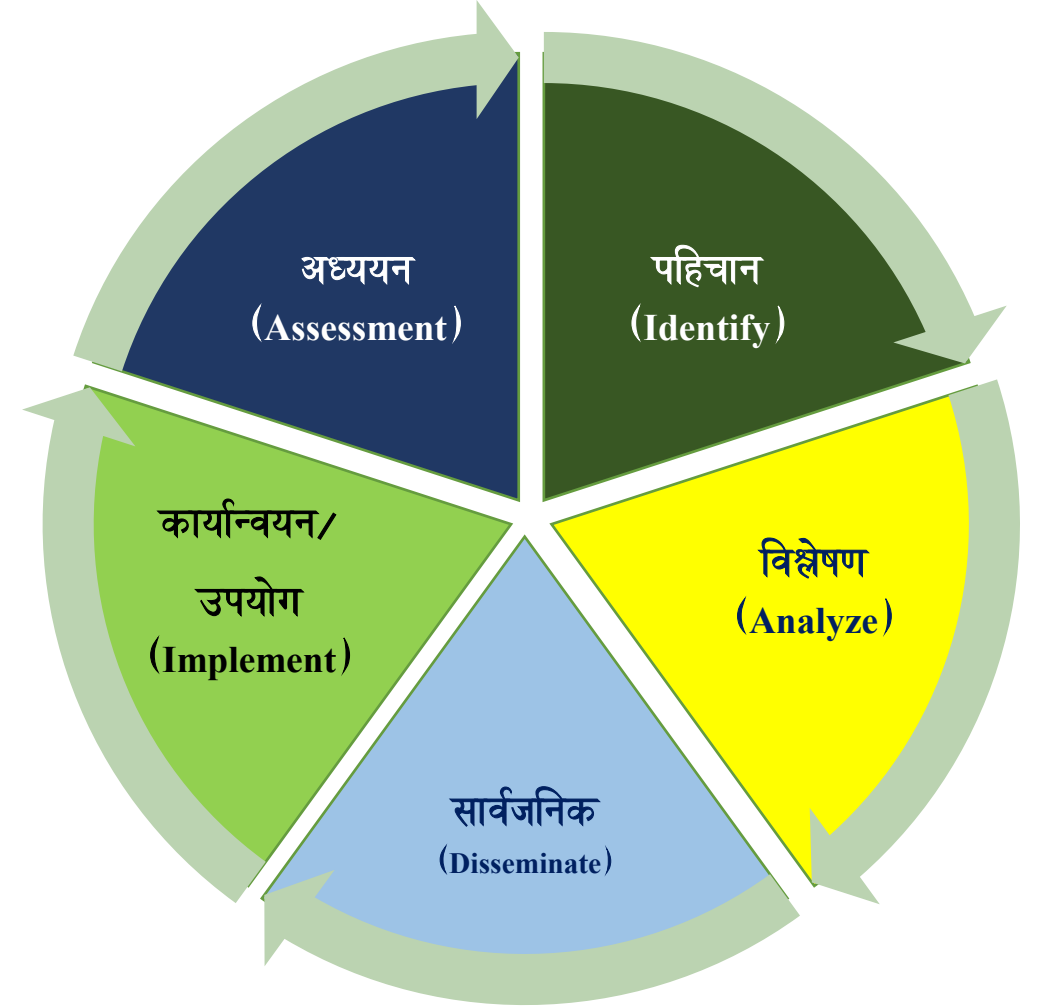 अध्ययन
(Assessment)
पहिचान
(Identify)
विश्लेषण
(Analyze)
सार्वजनिक
(Disseminate)
कार्यान्वयन/
उपयोग
(Implement)